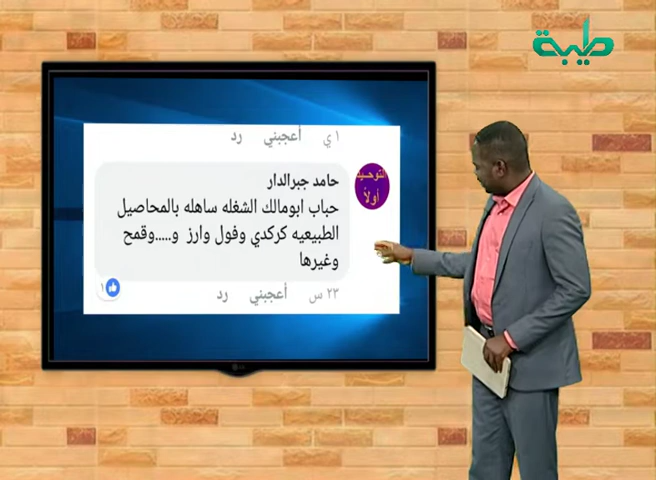 طيبة
١ ي أعجبني رد
التوحيد
أولاً
حامد جبرالدار
حباب ابومالك الشغله ساهله بالمحاصيل
الطبيعيه كركدي وفول وارز و.....وقمح
وغيرها
١
٢٣ س أعجبني رد
LG